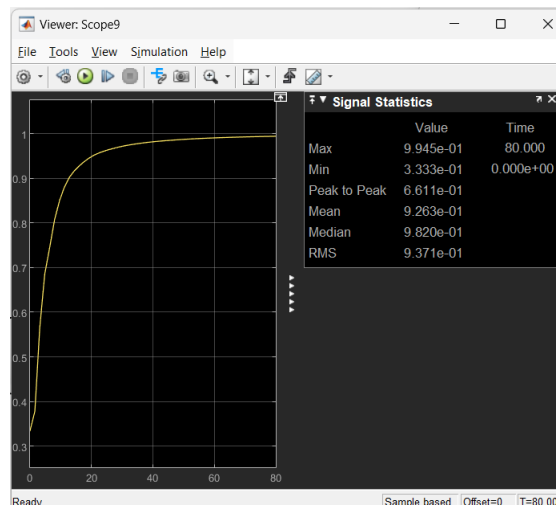 Viewer: Scope9
File Tools View Simulation Help
Signal Statistics
Value Time
Max 9.945e-01 80.000
Min 3.333e-01 0.000e+00
Peak to Peak 6.611e-01
Mean 9.263e-01
Median 9.820e-01
RMS 9.371e-01
1
0.9
0.8
0.7
0.6
0.5
0.4
0.3
0 20 40 60 80
Ready Sample based Offset=0 T=80.00